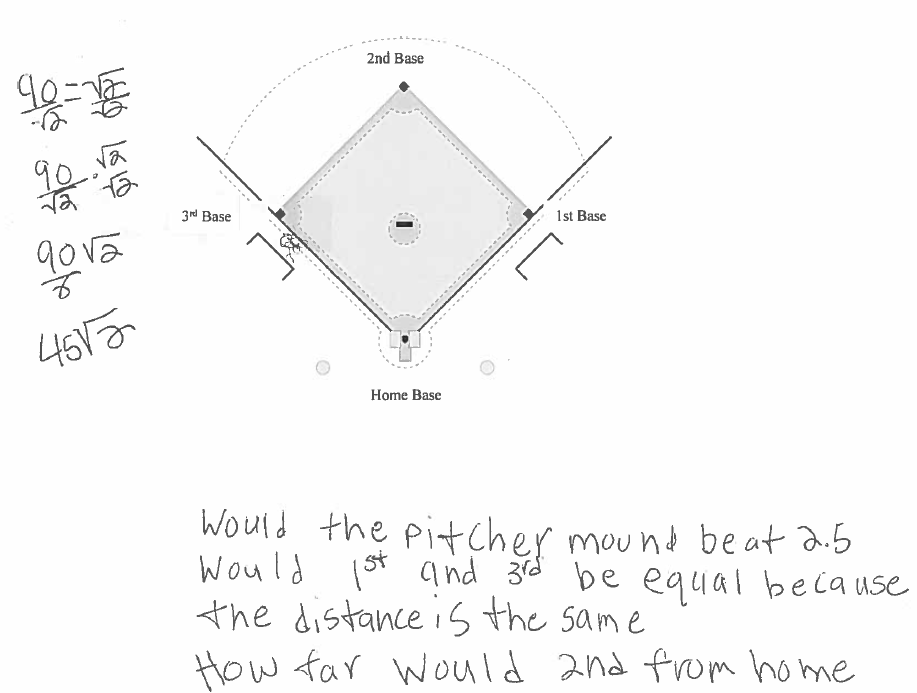 2nd Base
90/√2 = √2/√2
90/√2 · √2/√2
3rd Base
1st Base
90√2/2
45√2
Home Base
Would the pitcher mound be at 2.5
Would 1st and 3rd be equal because
the distance is the same
How far would 2nd from home